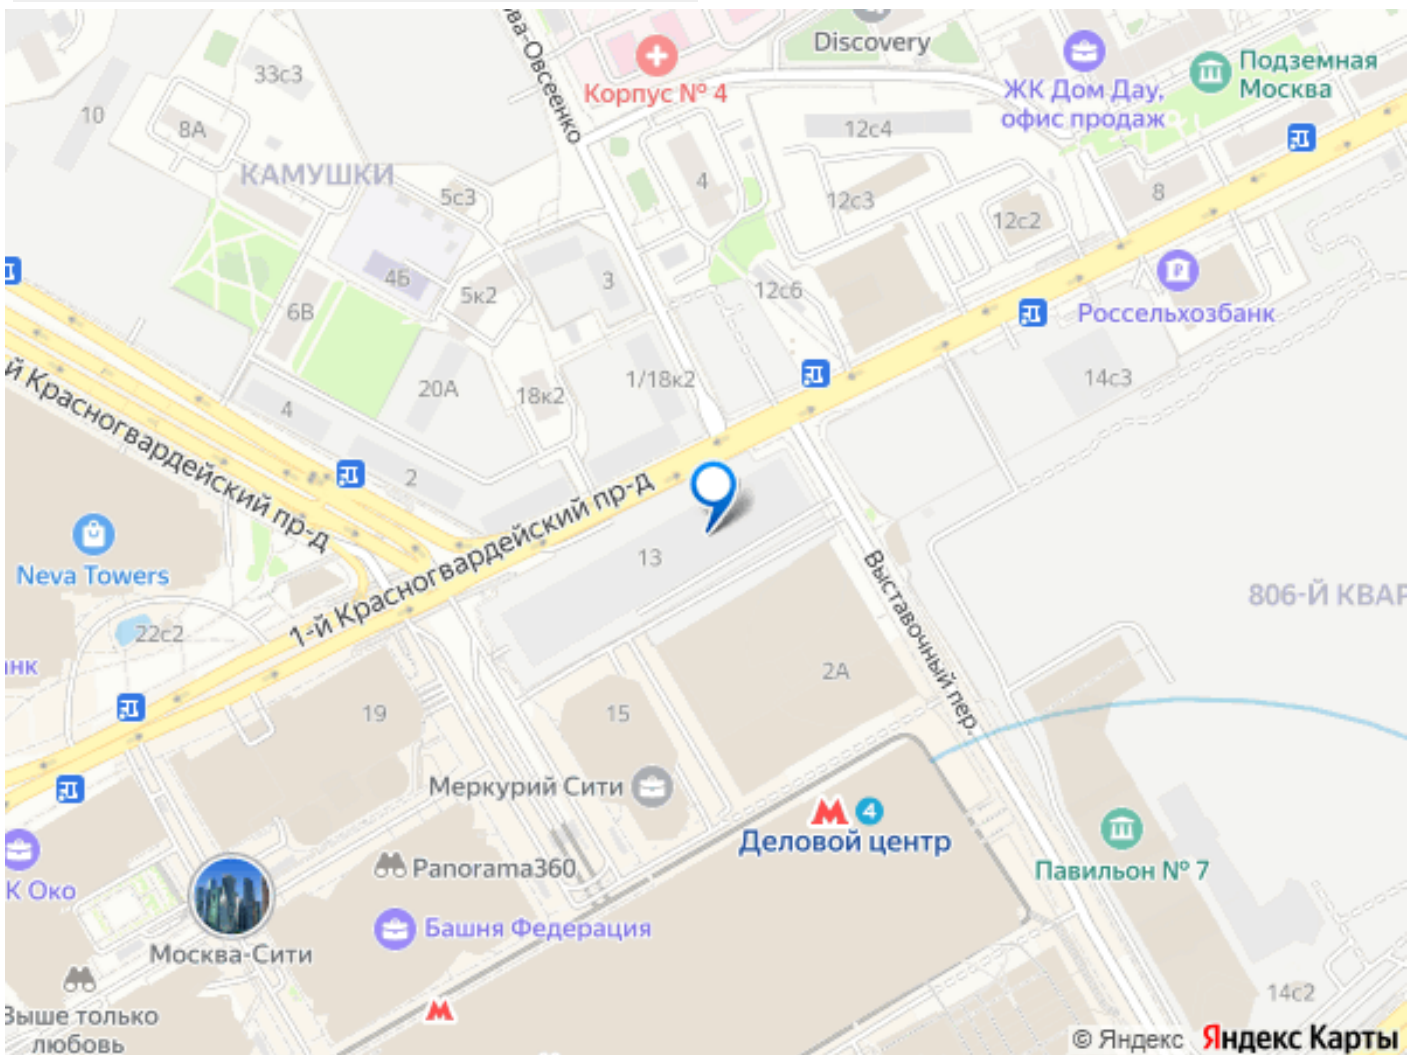 ва-Овсеенко
Discovery
Корпус № 4
ЖК Дом Дау,
офис продаж
Подземная
Москва
33с3
10
8А
КАМУШКИ
5с3
4
12с4
12с3
12с2
8
4Б
5к2
3
12с6
6В
Россельхозбанк
20А
18к2
1/18к2
14с3
4
2
-й Красногвардейский пр-д
1-й Красногвардейский пр-д
Neva Towers
13
Выставочный пер.
806-Й КВАР
22с2
нк
2А
19
15
Меркурий Сити
4
Деловой центр
Павильон № 7
К Око
Panorama360
Башня Федерация
Москва-Сити
Выше только
любовь
14с2
© Яндекс Яндекс Карты